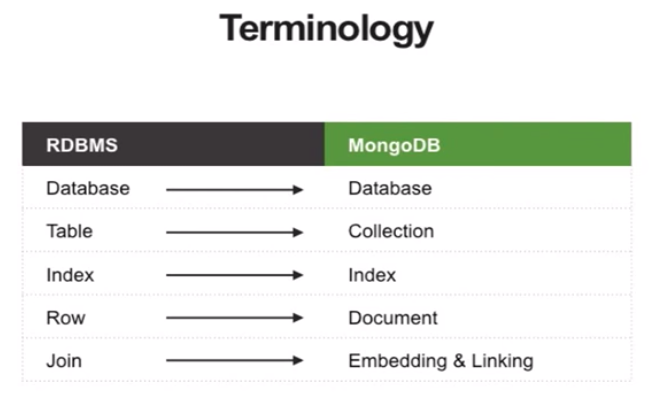 Terminology
RDBMS MongoDB
Database Database
Table Collection
Index Index
Row Document
Join Embedding & Linking